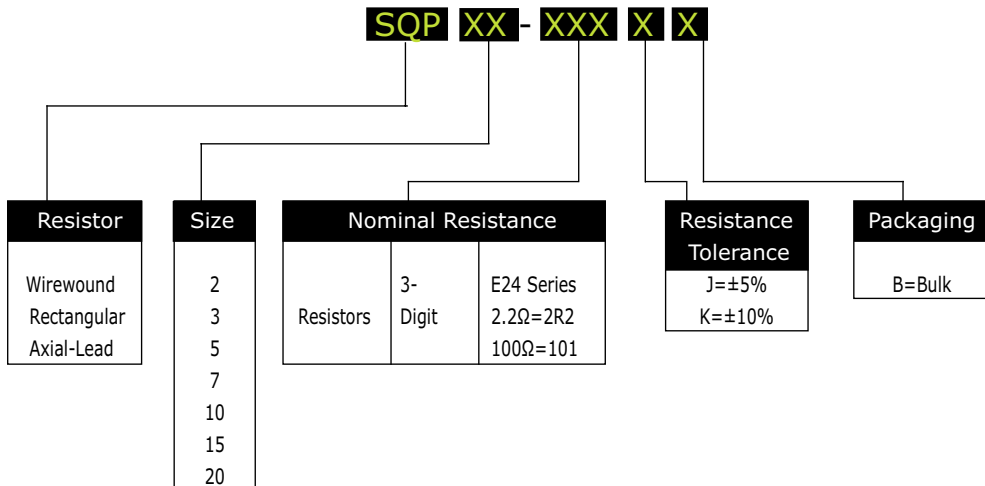 SQP XX - XXX X X
Resistor
Wirewound
Rectangular
Axial-Lead
Size
2
3
5
7
10
15
20
Nominal Resistance
Resistors
3-
Digit
E24 Series
2.2Ω=2R2
100Ω=101
Resistance
Tolerance
J=±5%
K=±10%
Packaging
B=Bulk